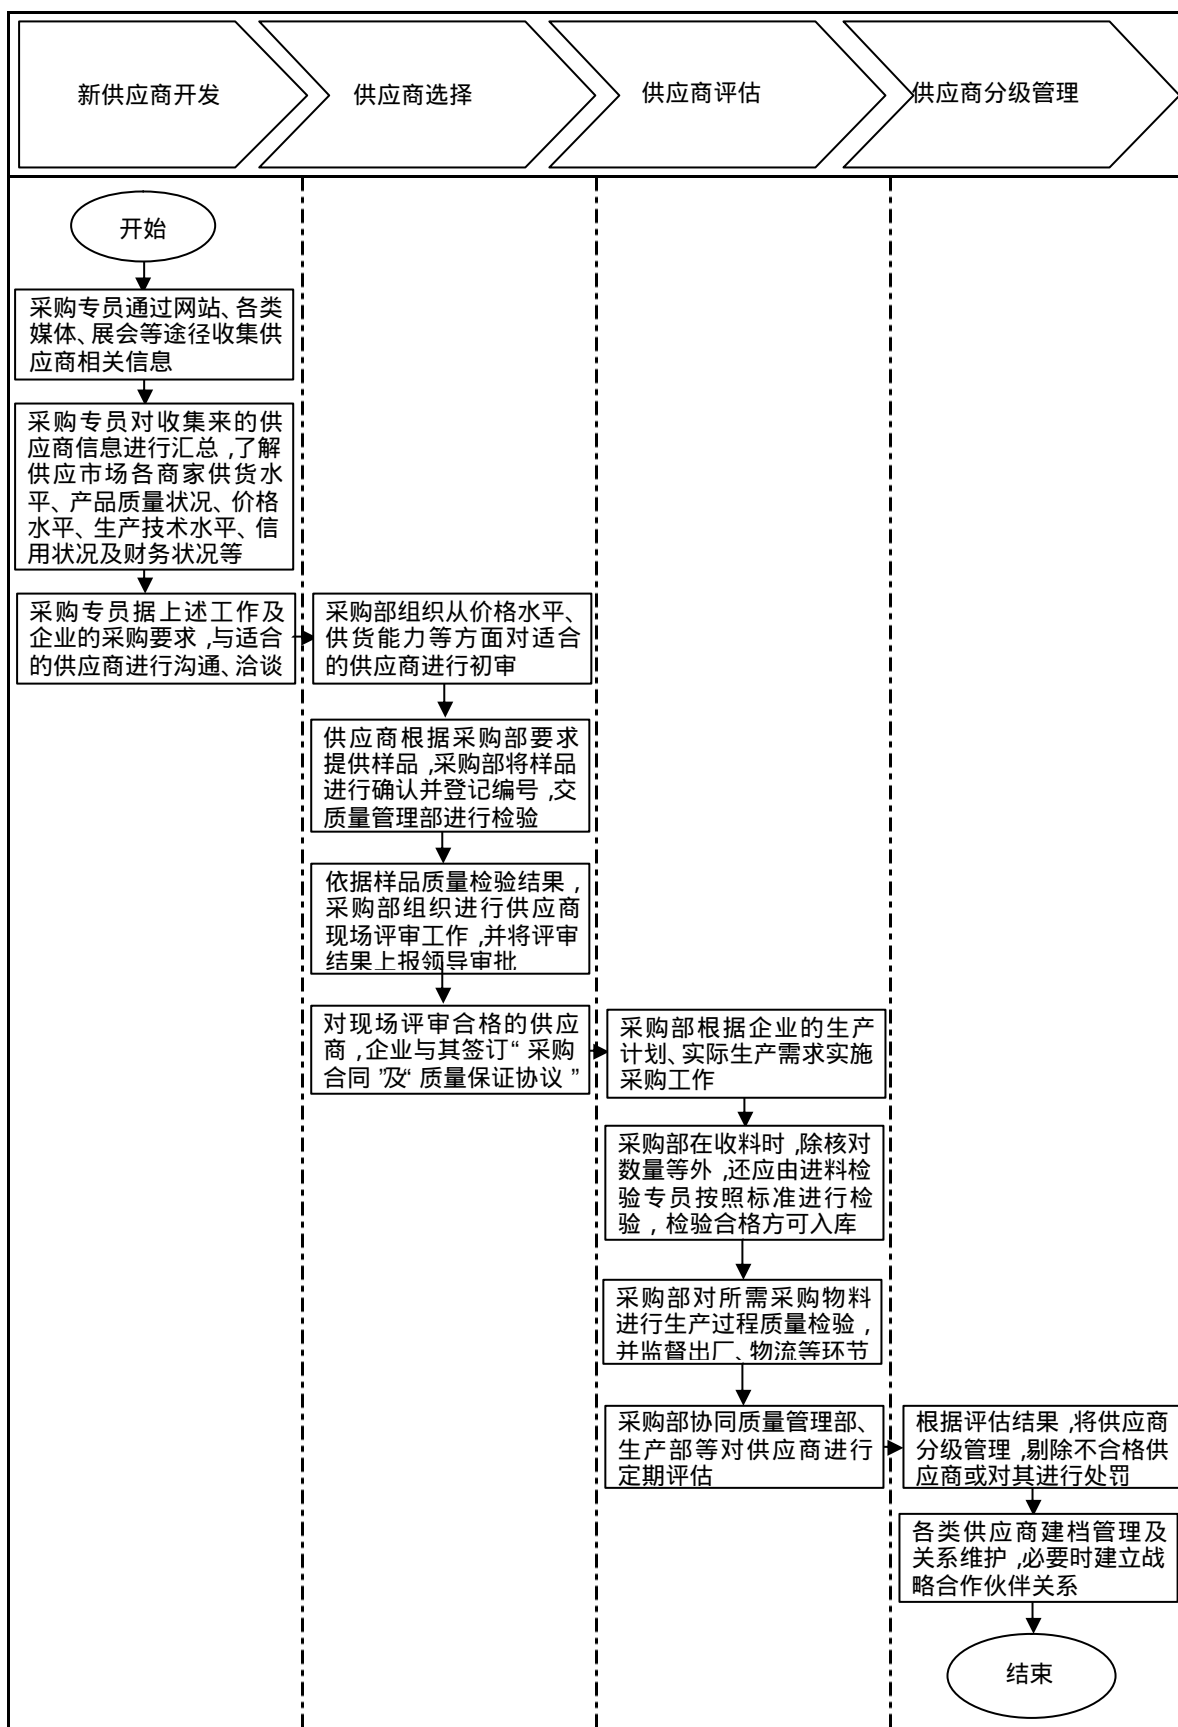 新供应商开发
供应商选择
供应商评估
供应商分级管理
开始
采购专员通过网站、各类
媒体、展会等途径收集供
应商相关信息
采购专员对收集来的供
应商信息进行汇总,了解
供应市场各商家供货水
平、产品质量状况、价格
水平、生产技术水平、信
用状况及财务状况等
采购专员据上述工作及
企业的采购要求,与适合
的供应商进行沟通、洽谈
采购部组织从价格水平、
供货能力等方面对适合
的供应商进行初审
供应商根据采购部要求
提供样品,采购部将样品
进行确认并登记编号,交
质量管理部进行检验
依据样品质量检验结果,
采购部组织进行供应商
现场评审工作,并将评审
结果上报领导审批
对现场评审合格的供应
商,企业与其签订“采购
合同”及“质量保证协议”
采购部根据企业的生产
计划、实际生产需求实施
采购工作
采购部在收料时,除核对
数量等外,还应由进料检
验专员按照标准进行检
验,检验合格方可入库
采购部对所需采购物料
进行生产过程质量检验,
并监督出厂、物流等环节
采购部协同质量管理部、
生产部等对供应商进行
定期评估
根据评估结果,将供应商
分级管理,剔除不合格供
应商或对其进行处罚
各类供应商建档管理及
关系维护,必要时建立战
略合作伙伴关系
结束